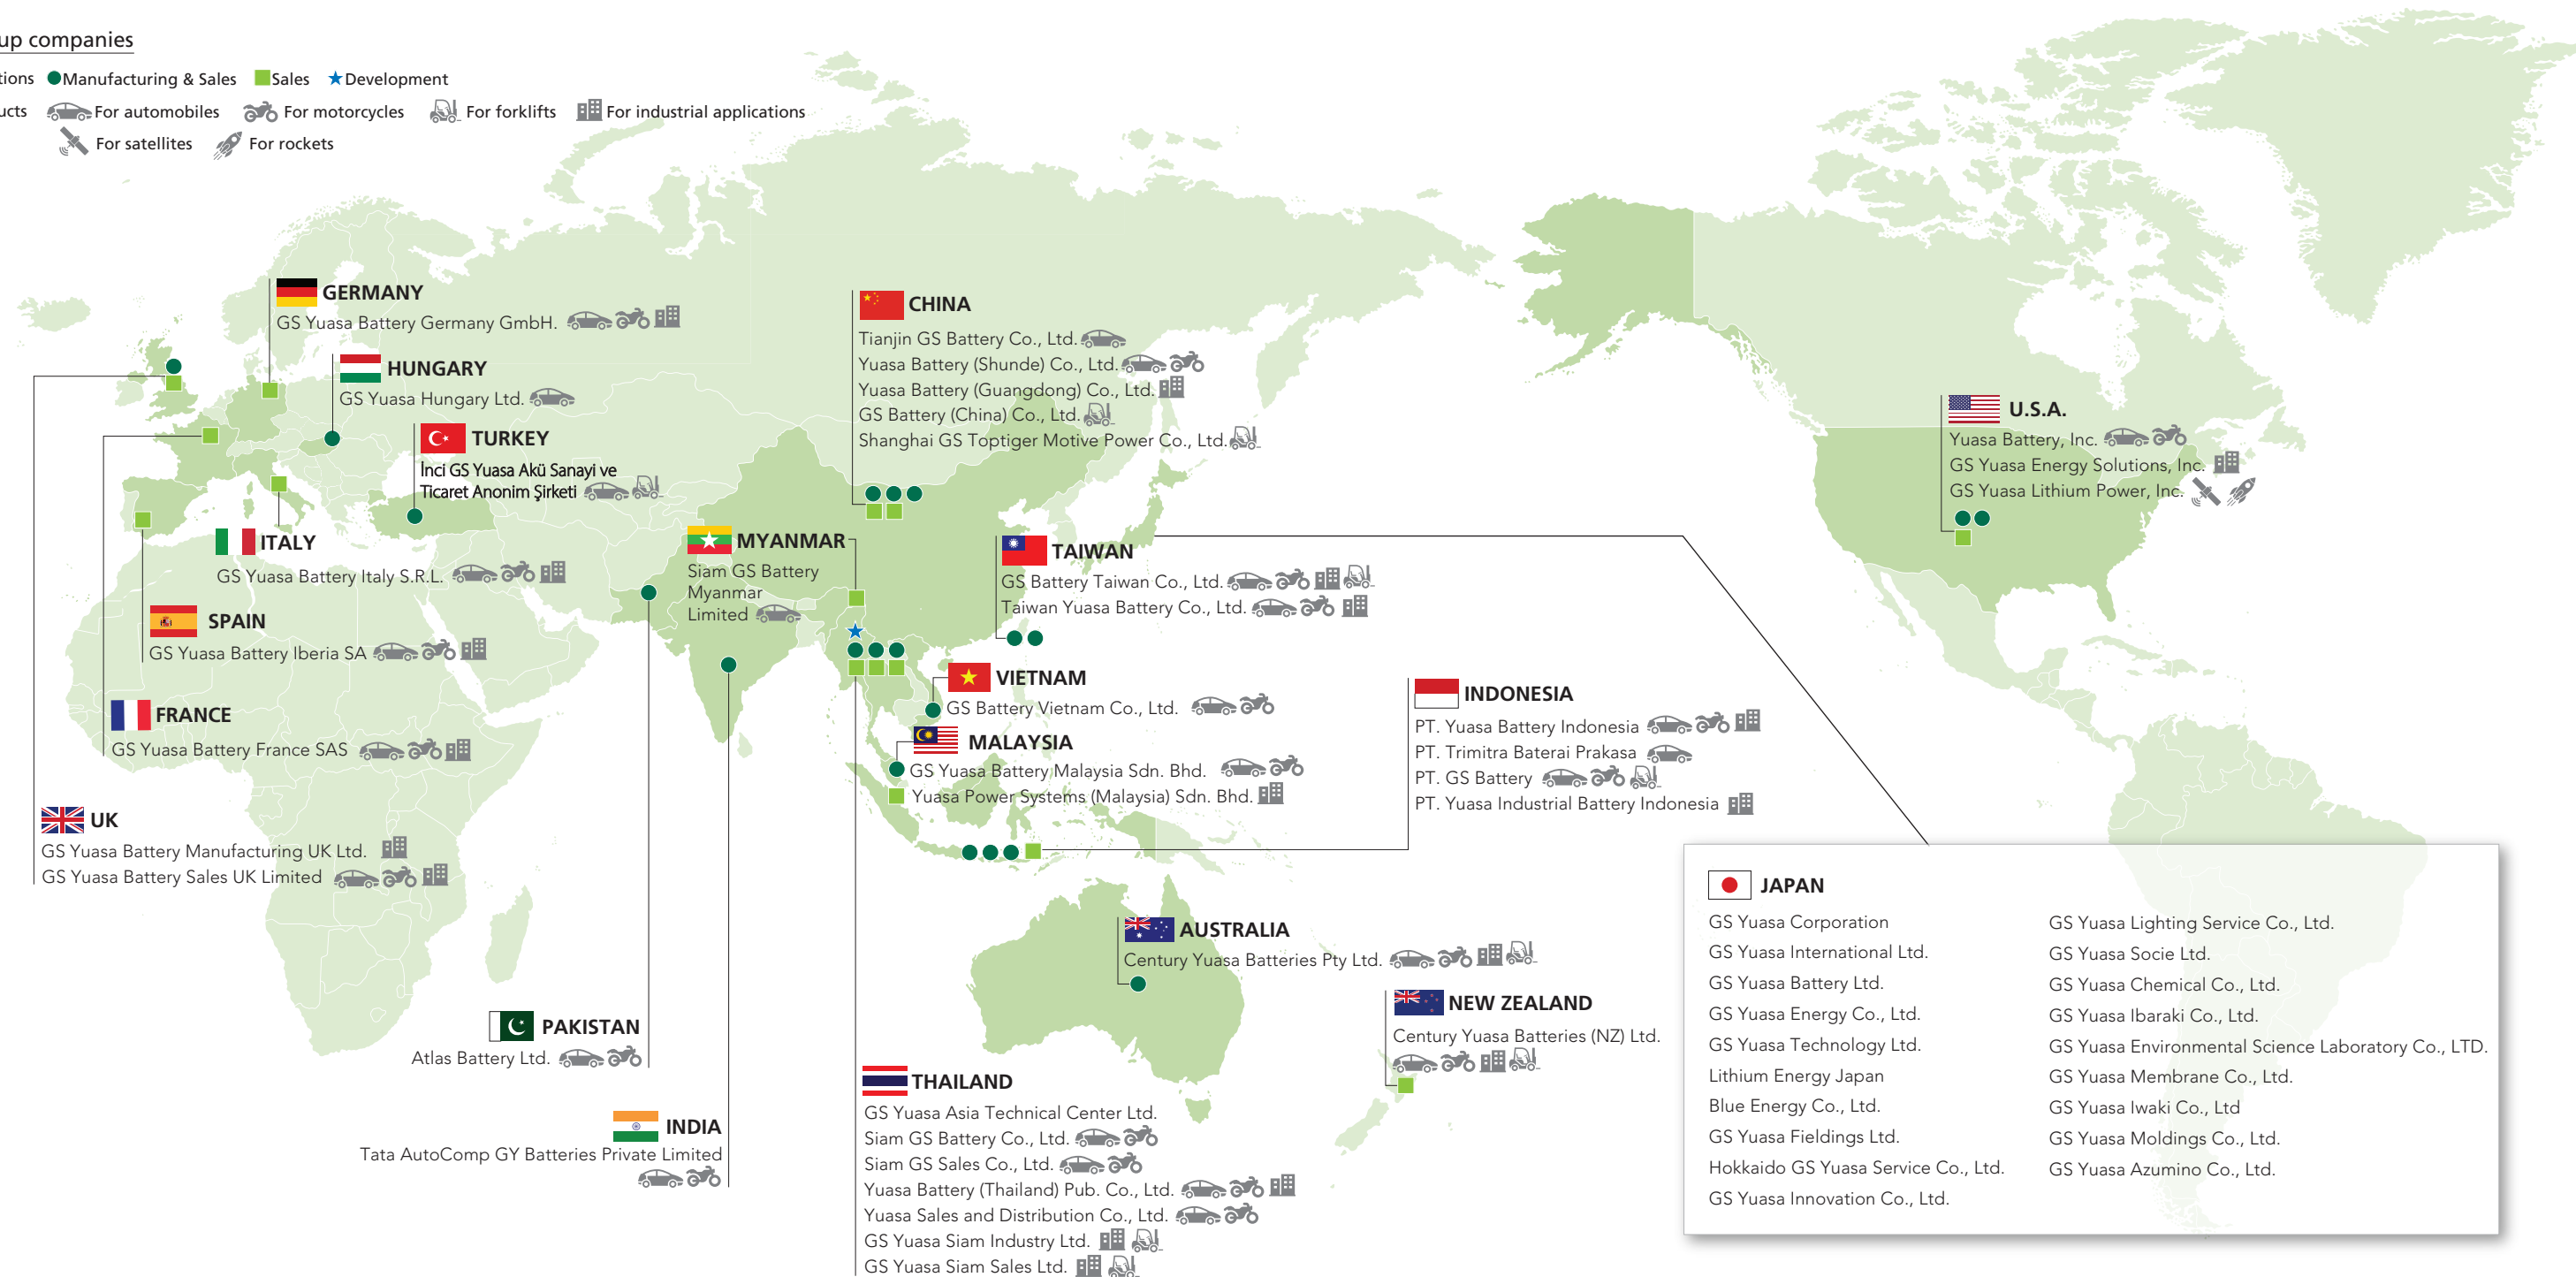 up companies
tions Manufacturing & Sales Sales Development
ucts For automobiles For motorcycles For forklifts For industrial applications
For satellites For rockets
GERMANY
GS Yuasa Battery Germany GmbH.
HUNGARY
GS Yuasa Hungary Ltd.
TURKEY
İnci GS Yuasa Akü Sanayi ve
Ticaret Anonim Şirketi
ITALY
GS Yuasa Battery Italy S.R.L.
SPAIN
GS Yuasa Battery Iberia SA
FRANCE
GS Yuasa Battery France SAS
UK
GS Yuasa Battery Manufacturing UK Ltd.
GS Yuasa Battery Sales UK Limited
PAKISTAN
Atlas Battery Ltd.
INDIA
Tata AutoComp GY Batteries Private Limited
CHINA
Tianjin GS Battery Co., Ltd.
Yuasa Battery (Shunde) Co., Ltd.
Yuasa Battery (Guangdong) Co., Ltd.
GS Battery (China) Co., Ltd.
Shanghai GS Toptiger Motive Power Co., Ltd.
MYANMAR
Siam GS Battery
Myanmar
Limited
TAIWAN
GS Battery Taiwan Co., Ltd.
Taiwan Yuasa Battery Co., Ltd.
VIETNAM
GS Battery Vietnam Co., Ltd.
MALAYSIA
GS Yuasa Battery Malaysia Sdn. Bhd.
Yuasa Power Systems (Malaysia) Sdn. Bhd.
INDONESIA
PT. Yuasa Battery Indonesia
PT. Trimitra Baterai Prakasa
PT. GS Battery
PT. Yuasa Industrial Battery Indonesia
AUSTRALIA
Century Yuasa Batteries Pty Ltd.
NEW ZEALAND
Century Yuasa Batteries (NZ) Ltd.
THAILAND
GS Yuasa Asia Technical Center Ltd.
Siam GS Battery Co., Ltd.
Siam GS Sales Co., Ltd.
Yuasa Battery (Thailand) Pub. Co., Ltd.
Yuasa Sales and Distribution Co., Ltd.
GS Yuasa Siam Industry Ltd.
GS Yuasa Siam Sales Ltd.
U.S.A.
Yuasa Battery, Inc.
GS Yuasa Energy Solutions, Inc.
GS Yuasa Lithium Power, Inc.
JAPAN
GS Yuasa Corporation
GS Yuasa International Ltd.
GS Yuasa Battery Ltd.
GS Yuasa Energy Co., Ltd.
GS Yuasa Technology Ltd.
Lithium Energy Japan
Blue Energy Co., Ltd.
GS Yuasa Fieldings Ltd.
Hokkaido GS Yuasa Service Co., Ltd.
GS Yuasa Innovation Co., Ltd.
GS Yuasa Lighting Service Co., Ltd.
GS Yuasa Socie Ltd.
GS Yuasa Chemical Co., Ltd.
GS Yuasa Ibaraki Co., Ltd.
GS Yuasa Environmental Science Laboratory Co., LTD.
GS Yuasa Membrane Co., Ltd.
GS Yuasa Iwaki Co., Ltd
GS Yuasa Moldings Co., Ltd.
GS Yuasa Azumino Co., Ltd.